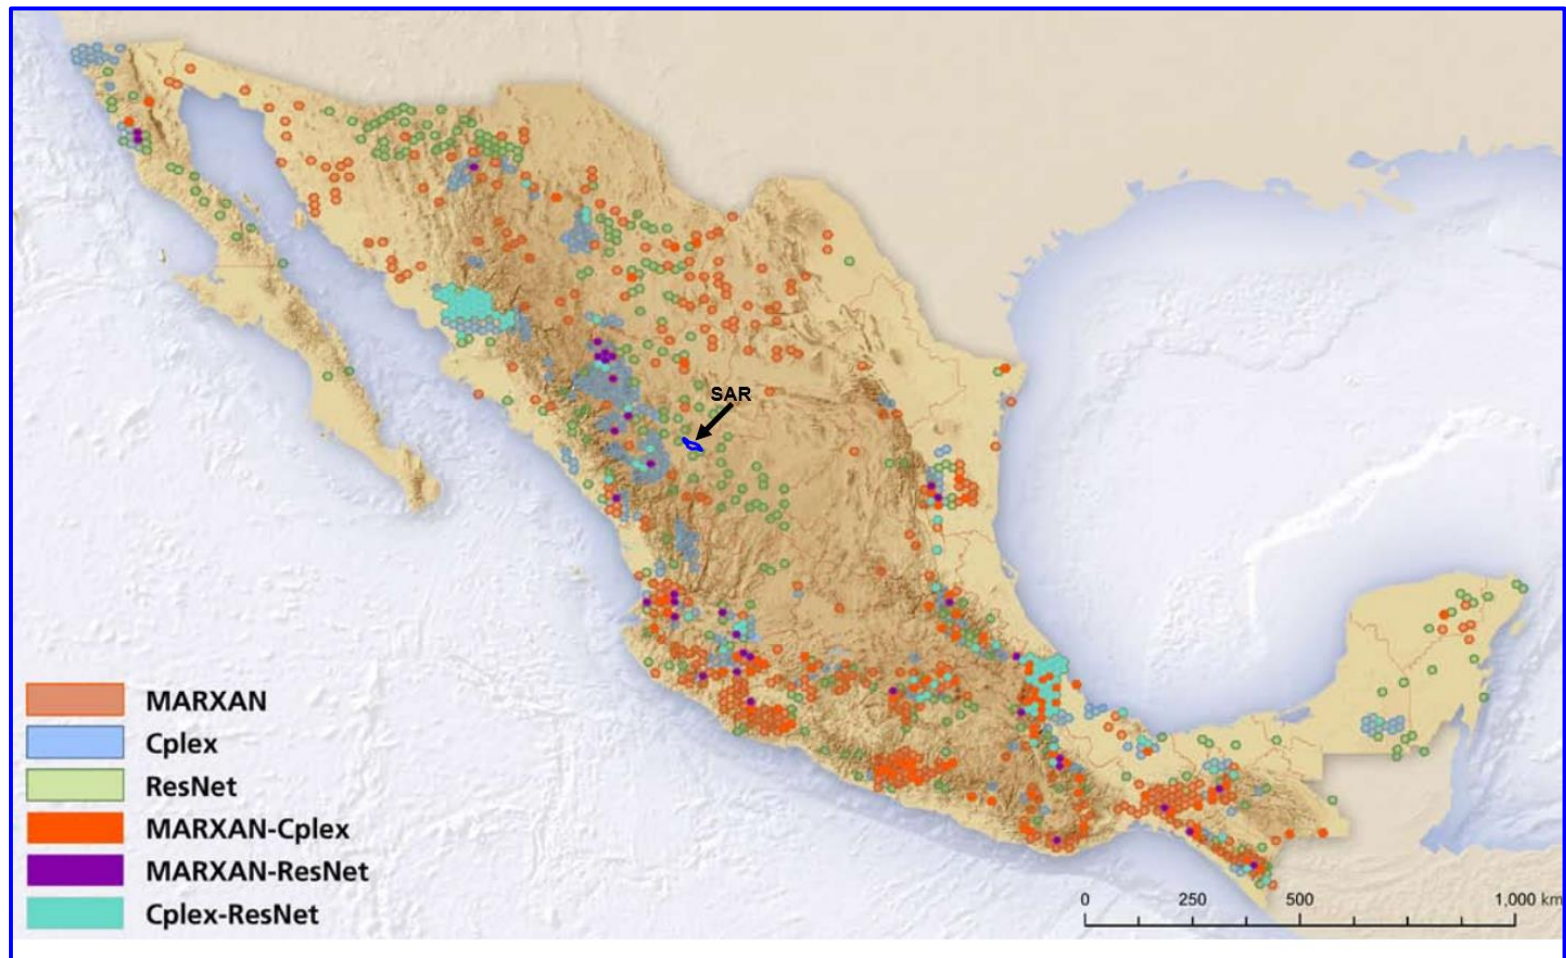 SAR
MARXAN
Cplex
ResNet
MARXAN-Cplex
MARXAN-ResNet
Cplex-ResNet
0 250 500 1,000 km